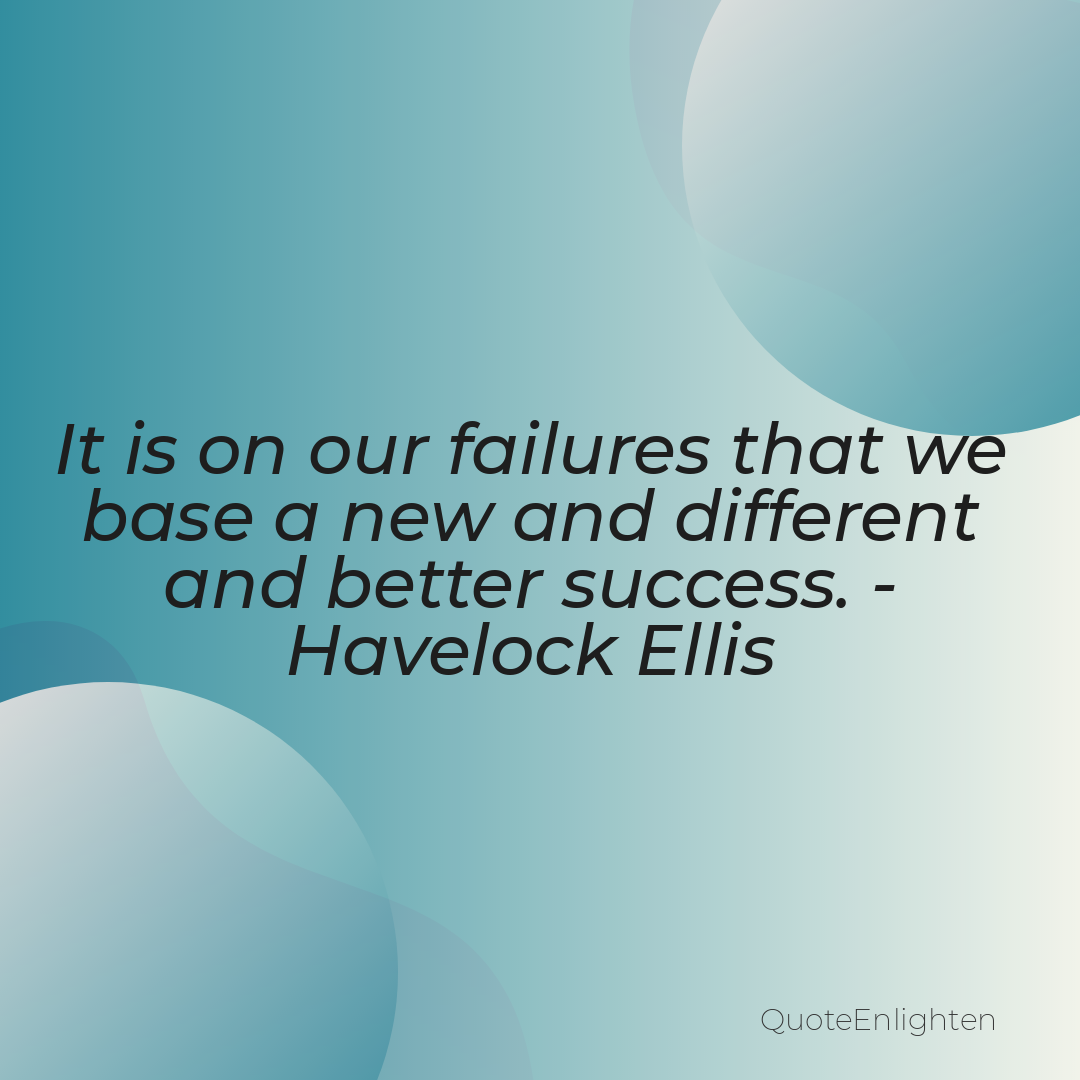 It is on our failures that we
base a new and different
and better success. -
Havelock Ellis
QuoteEnlighten